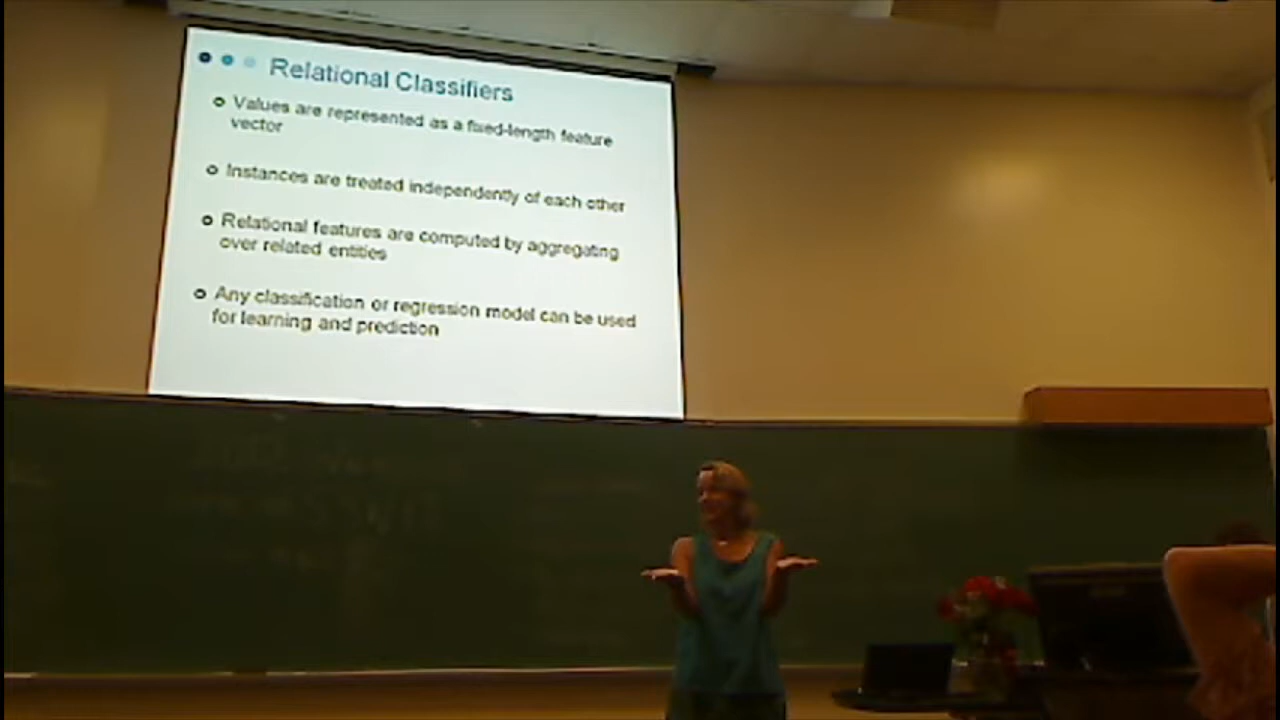 Relational Classifiers
Values are represented as a fixed-length feature
vector
Instances are treated independently of each other
Relational features are computed by aggregating
over related entities
Any classification or regression model can be used
for learning and prediction